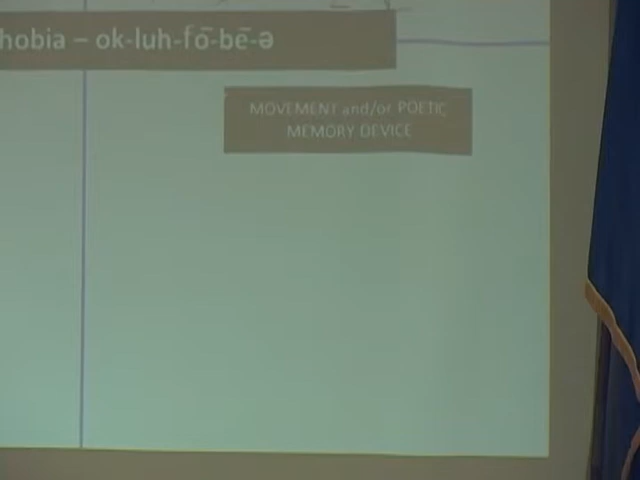 hobia – ok-luh-fō-bē-ə
MOVEMENT and/or POETIC
MEMORY DEVICE